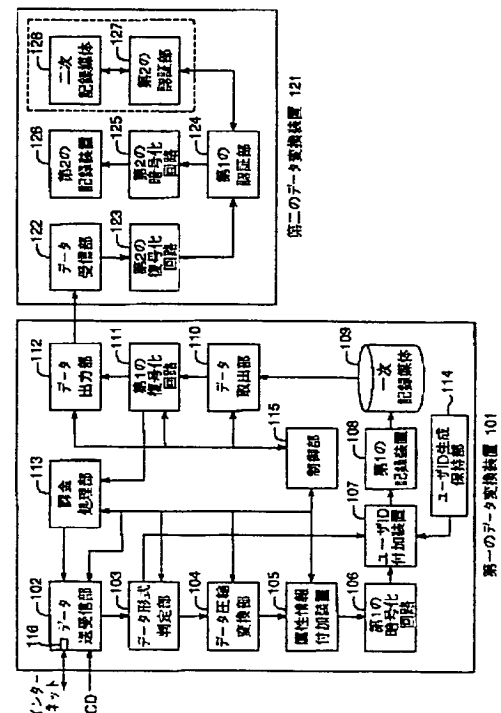 インター
ネット
CD
116
102
データ
送受信部
103
データ形式
判定部
104
データ圧縮
変換部
105
属性情報
付加装置
106
第1の暗号化
回路
113
課金
処理部
115
制御部
107
ユーザID
付加装置
112
データ
出力部
111
第1の復号化
回路
110
データ
取出部
109
一次
記録媒体
108
第1の記録装置
114
ユーザID生成
保持部
第一のデータ変換装置 101
122
データ
受信部
123
第2の復号化
回路
126
第2の
記録装置
125
第2の暗号化
回路
124
第1の
認証部
128
二次
記録媒体
127
第2の
認証部
第二のデータ変換装置 121